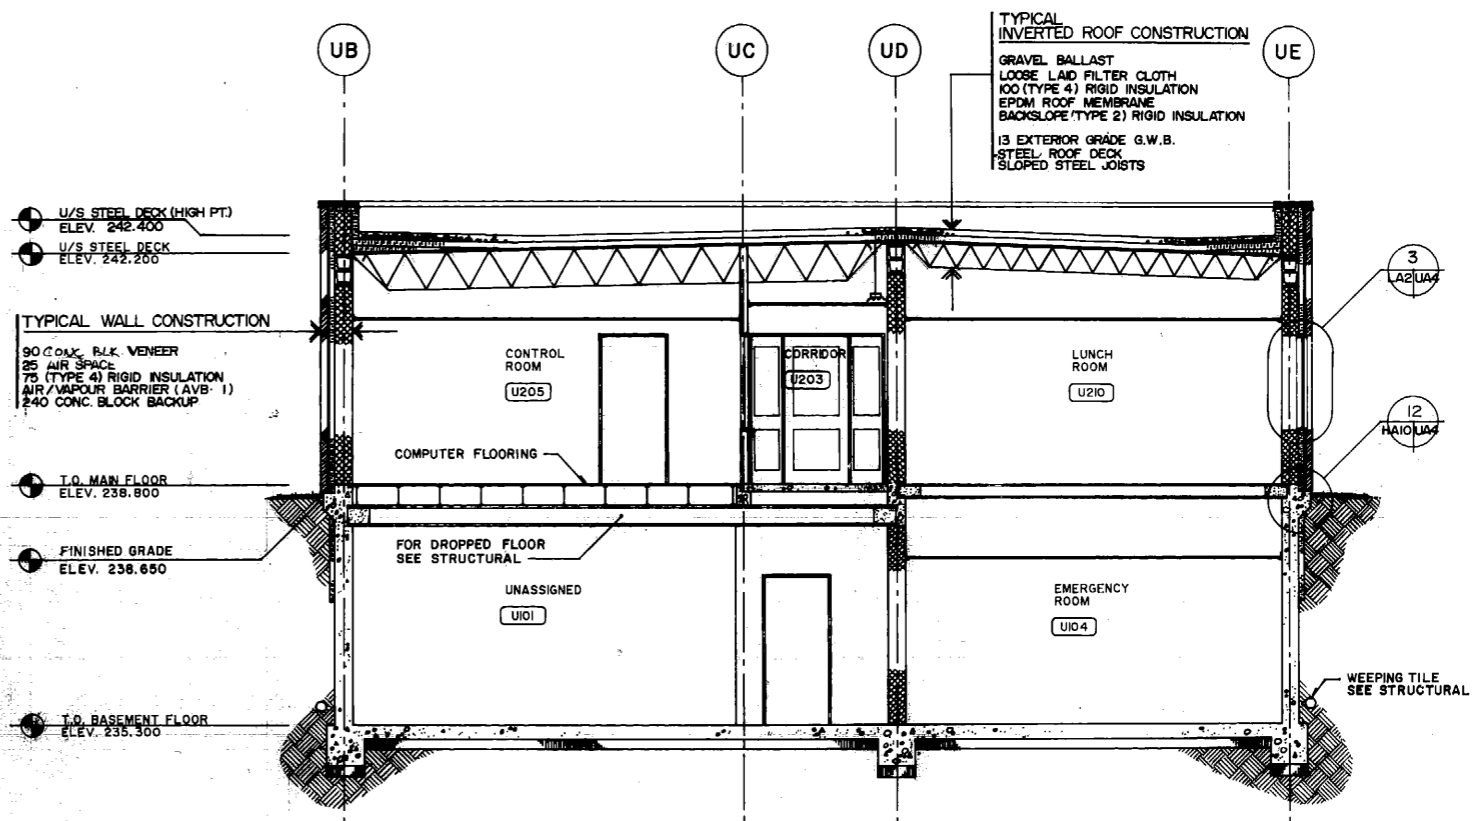 UB
UC
UD
UE
TYPICAL
INVERTED ROOF CONSTRUCTION
GRAVEL BALLAST
LOOSE LAID FILTER CLOTH
100 (TYPE 4) RIGID INSULATION
EPDM ROOF MEMBRANE
BACKSLOPE (TYPE 2) RIGID INSULATION
13 EXTERIOR GRADE G.W.B.
STEEL ROOF DECK
SLOPED STEEL JOISTS
U/S STEEL DECK (HIGH PT.)
ELEV. 242.400
U/S STEEL DECK
ELEV. 242.200
3
LA2 UA4
TYPICAL WALL CONSTRUCTION
90 CONC. BLK. VENEER
25 AIR SPACE
75 (TYPE 4) RIGID INSULATION
AIR/VAPOUR BARRIER (AVB-1)
240 CONC. BLOCK BACKUP
CONTROL
ROOM
U205
CORRIDOR
U203
LUNCH
ROOM
U210
12
HA10 UA4
COMPUTER FLOORING
T.O. MAIN FLOOR
ELEV. 238.800
FINISHED GRADE
ELEV. 238.650
FOR DROPPED FLOOR
SEE STRUCTURAL
UNASSIGNED
U101
EMERGENCY
ROOM
U104
WEEPING TILE
SEE STRUCTURAL
T.O. BASEMENT FLOOR
ELEV. 235.300